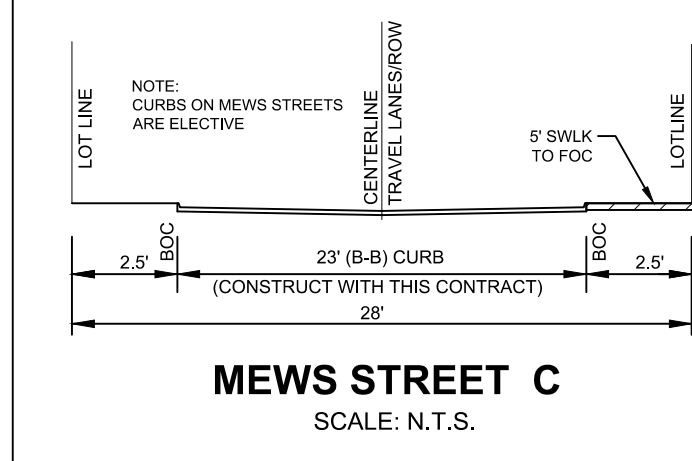 NOTE:
CURBS ON MEWS STREETS
ARE ELECTIVE
LOT LINE
CENTERLINE
TRAVEL LANES/ROW
LOTLINE
5' SWLK
TO FOC
BOC
BOC
2.5'
23' (B-B) CURB
2.5'
(CONSTRUCT WITH THIS CONTRACT)
28'
MEWS STREET C
SCALE: N.T.S.